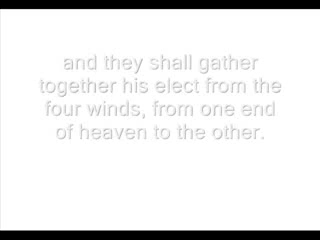 and they shall gather
together his elect from the
four winds, from one end
of heaven to the other.